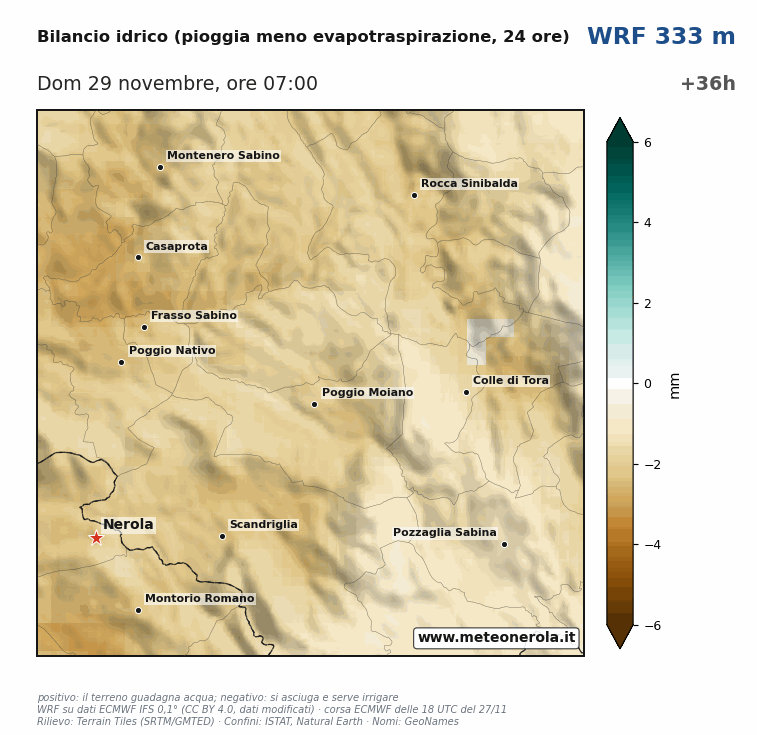 Bilancio idrico (pioggia meno evapotraspirazione, 24 ore) WRF 333 m
Dom 29 novembre, ore 07:00 +36h
Montenero Sabino
Rocca Sinibalda
Casaprota
Frasso Sabino
Poggio Nativo
Colle di Tora
Poggio Moiano
Nerola
Scandriglia
Pozzaglia Sabina
Montorio Romano
www.meteonerola.it
6
4
2
0
−2
−4
−6
mm
positivo: il terreno guadagna acqua; negativo: si asciuga e serve irrigare
WRF su dati ECMWF IFS 0,1° (CC BY 4.0, dati modificati) · corsa ECMWF delle 18 UTC del 27/11
Rilievo: Terrain Tiles (SRTM/GMTED) · Confini: ISTAT, Natural Earth · Nomi: GeoNames